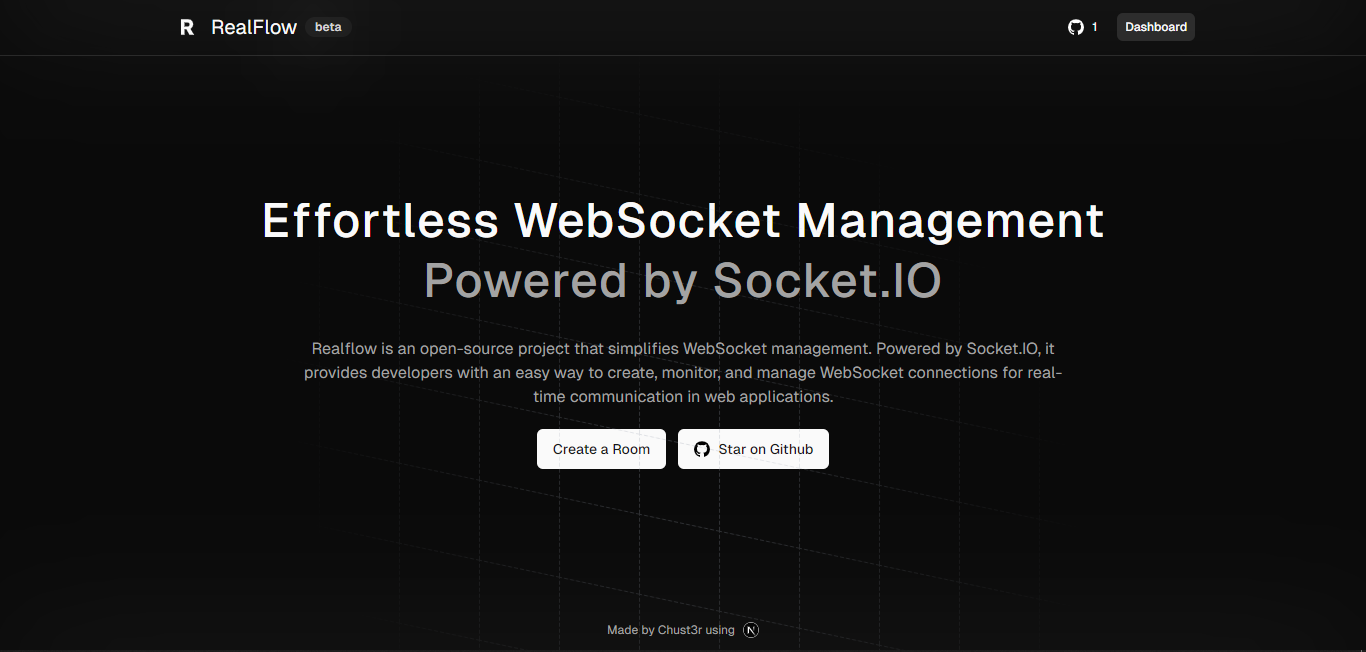 R RealFlow beta 1 Dashboard
Effortless WebSocket Management
Powered by Socket.IO
Realflow is an open-source project that simplifies WebSocket management. Powered by Socket.IO, it
provides developers with an easy way to create, monitor, and manage WebSocket connections for real-
time communication in web applications.
Create a Room Star on Github
Made by Chust3r using N